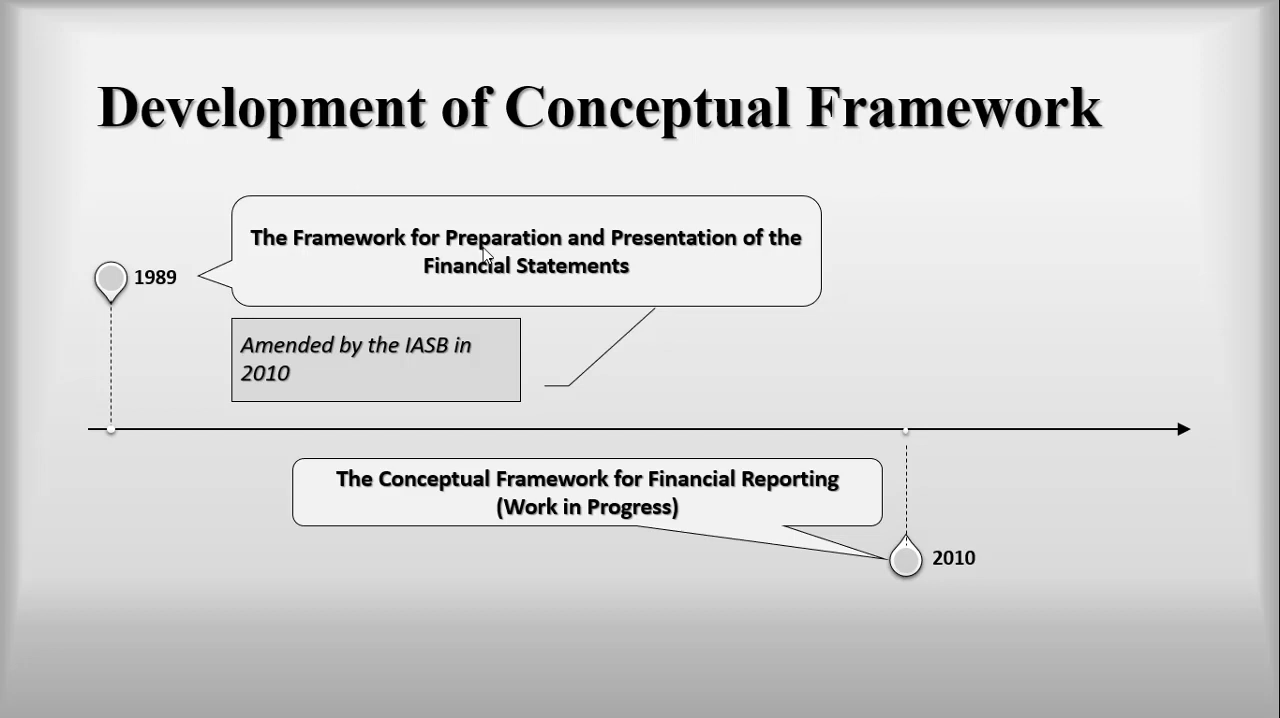 Development of Conceptual Framework
The Framework for Preparation and Presentation of the
Financial Statements
1989
Amended by the IASB in
2010
The Conceptual Framework for Financial Reporting
(Work in Progress)
2010